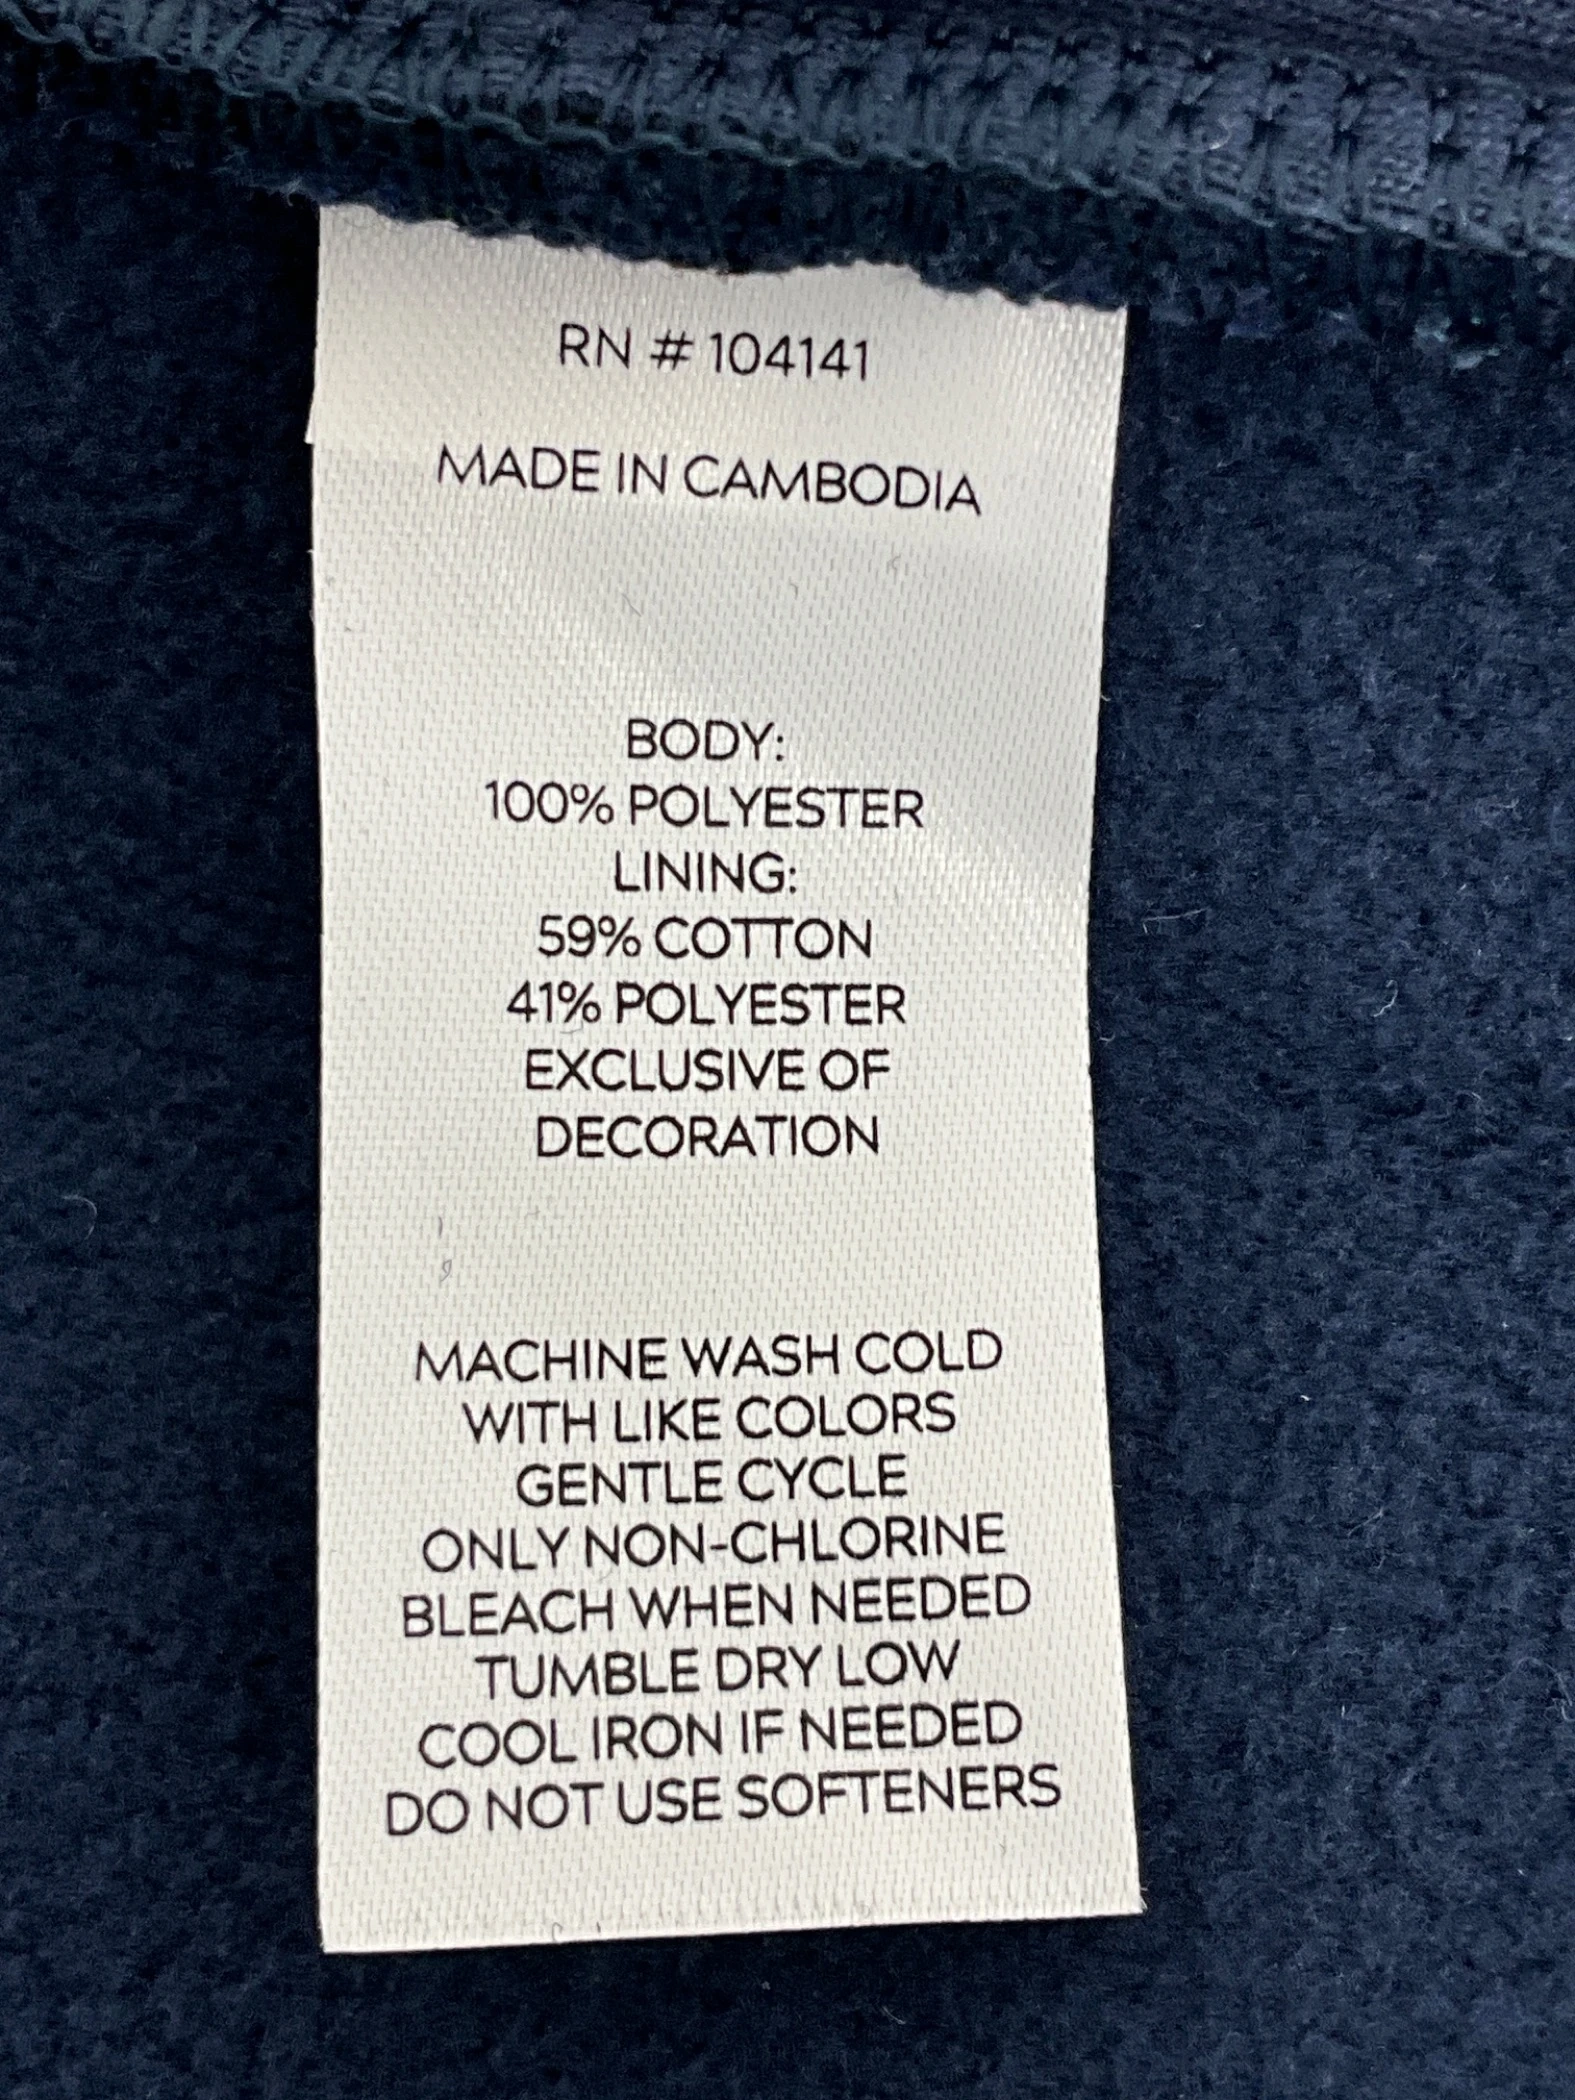 RN # 104141
MADE IN CAMBODIA
BODY:
100% POLYESTER
LINING:
59% COTTON
41% POLYESTER
EXCLUSIVE OF
DECORATION
MACHINE WASH COLD
WITH LIKE COLORS
GENTLE CYCLE
ONLY NON-CHLORINE
BLEACH WHEN NEEDED
TUMBLE DRY LOW
COOL IRON IF NEEDED
DO NOT USE SOFTENERS